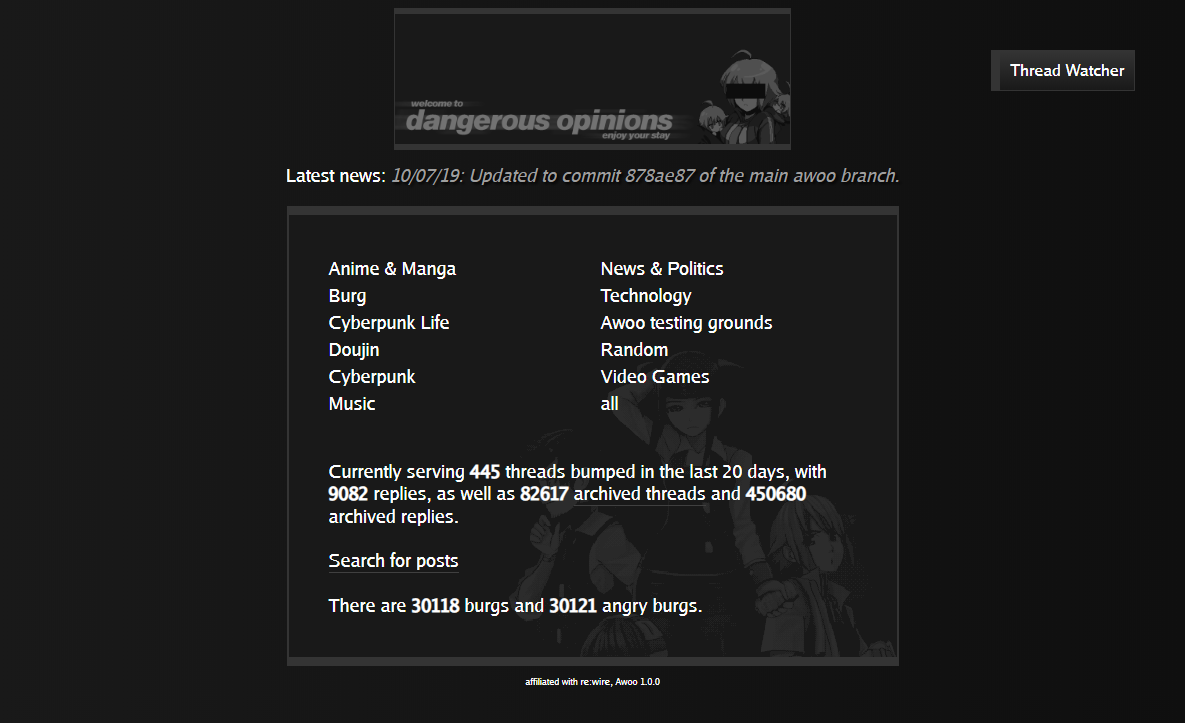 welcome to
dangerous opinions
enjoy your stay
Thread Watcher
Latest news: 10/07/19: Updated to commit 878ae87 of the main awoo branch.
Anime & Manga
Burg
Cyberpunk Life
Doujin
Cyberpunk
Music
News & Politics
Technology
Awoo testing grounds
Random
Video Games
all
Currently serving 445 threads bumped in the last 20 days, with
9082 replies, as well as 82617 archived threads and 450680
archived replies.
Search for posts
There are 30118 burgs and 30121 angry burgs.
affiliated with re:wire, Awoo 1.0.0